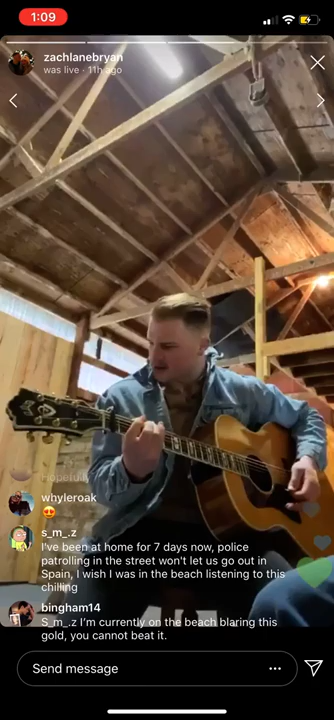 1:09
zachlanebryan
was live · 11h ago
Hopefully
whyleroak
😍
s_m_.z
I've been at home for 7 days now, police
patrolling in the street won't let us go out in
Spain, I wish I was in the beach listening to this
chilling
bingham14
S_m_.z I'm currently on the beach blaring this
gold, you cannot beat it.
Send message